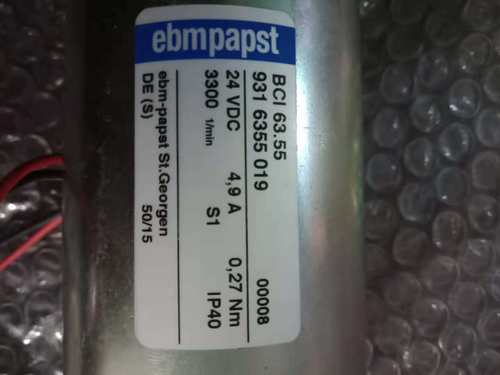 ebmpapst
BCI 63.55 00008
931 6355 019
24 VDC 4,9 A 0,27 Nm
3300 1/min S1 IP40
ebm-papst St.Georgen 50/15
DE (S)